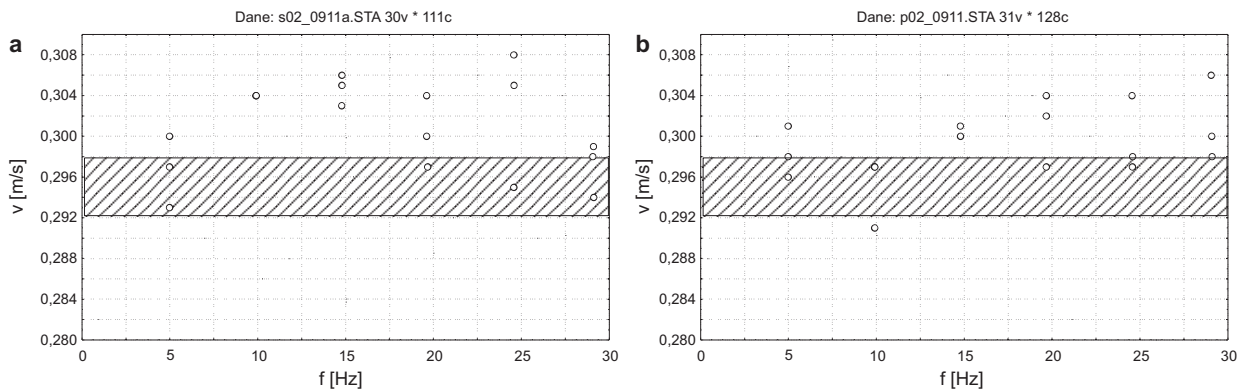 Dane: s02_0911a.STA 30v * 111c
a
0,308
0,304
0,300
0,296
0,292
0,288
0,284
0,280
v [m/s]
0 5 10 15 20 25 30
f [Hz]
Dane: p02_0911.STA 31v * 128c
b
0,308
0,304
0,300
0,296
0,292
0,288
0,284
0,280
v [m/s]
0 5 10 15 20 25 30
f [Hz]